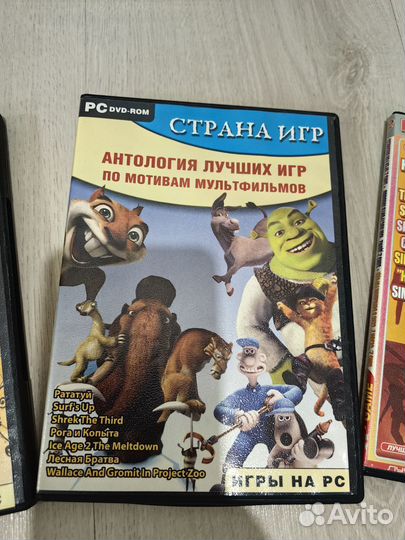 PC DVD-ROM
СТРАНА ИГР
АНТОЛОГИЯ ЛУЧШИХ ИГР
ПО МОТИВАМ МУЛЬТФИЛЬМОВ
Рататуй
Surf's Up
Shrek The Third
Рога и Копыта
Ice Age 2 The Meltdown
Лесная Братва
Wallace And Gromit In Project Zoo
ИГРЫ НА PC
Avito